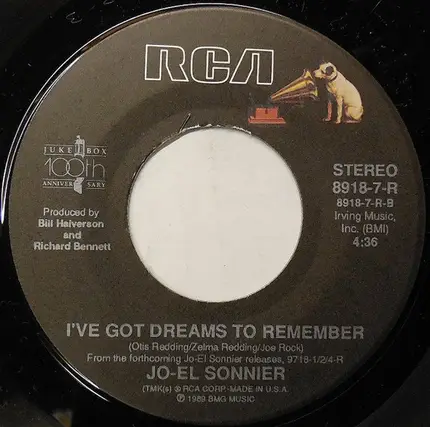 RCA
JUKE BOX
100th
ANNIVERSARY
STEREO
8918-7-R
8918-7-R-B
Irving Music,
Inc. (BMI)
4:36
Produced by
Bill Halverson
and
Richard Bennett
I'VE GOT DREAMS TO REMEMBER
(Otis Redding/Zelma Redding/Joe Rock)
From the forthcoming Jo-El Sonnier releases, 9718-1/2/4-R
JO-EL SONNIER
(TMK(s) ® RCA CORP.-MADE IN U.S.A.
℗ 1989 BMG MUSIC